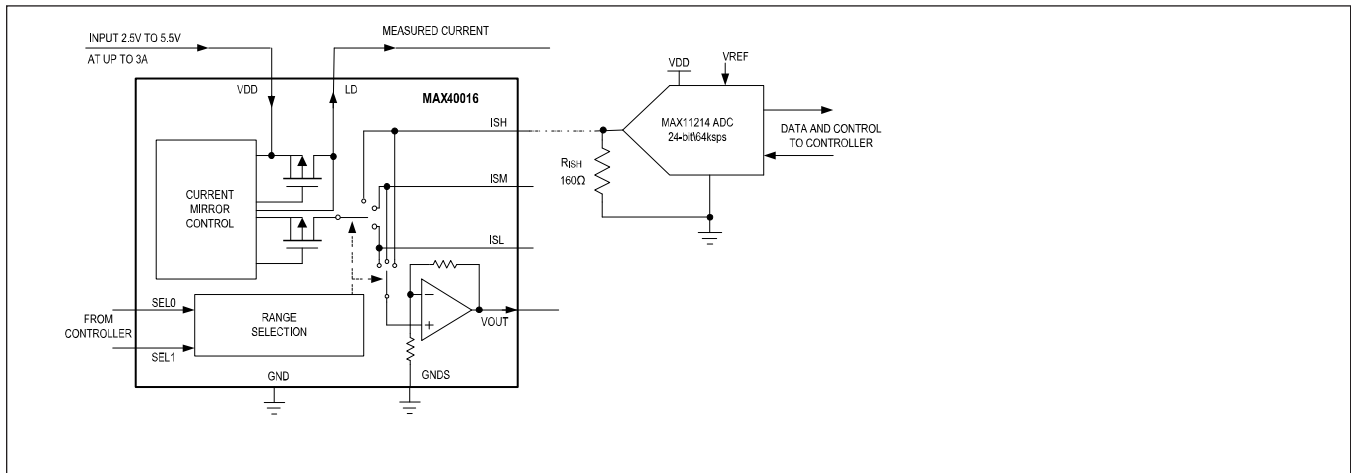 INPUT 2.5V TO 5.5V
AT UP TO 3A
MEASURED CURRENT
VDD
LD
MAX40016
ISH
ISM
ISL
CURRENT
MIRROR
CONTROL
SEL0
FROM
CONTROLLER
SEL1
RANGE
SELECTION
−
+
VOUT
GND
GNDS
VDD
VREF
MAX11214 ADC
24-bit\64ksps
DATA AND CONTROL
TO CONTROLLER
RISH
160Ω